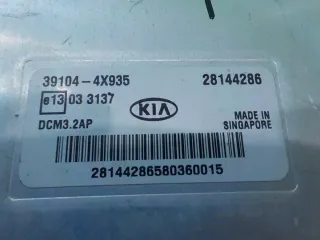 39104-4X935 28144286
e13 03 3137
KIA
MADE IN
DCM3.2AP SINGAPORE
28144286580360015